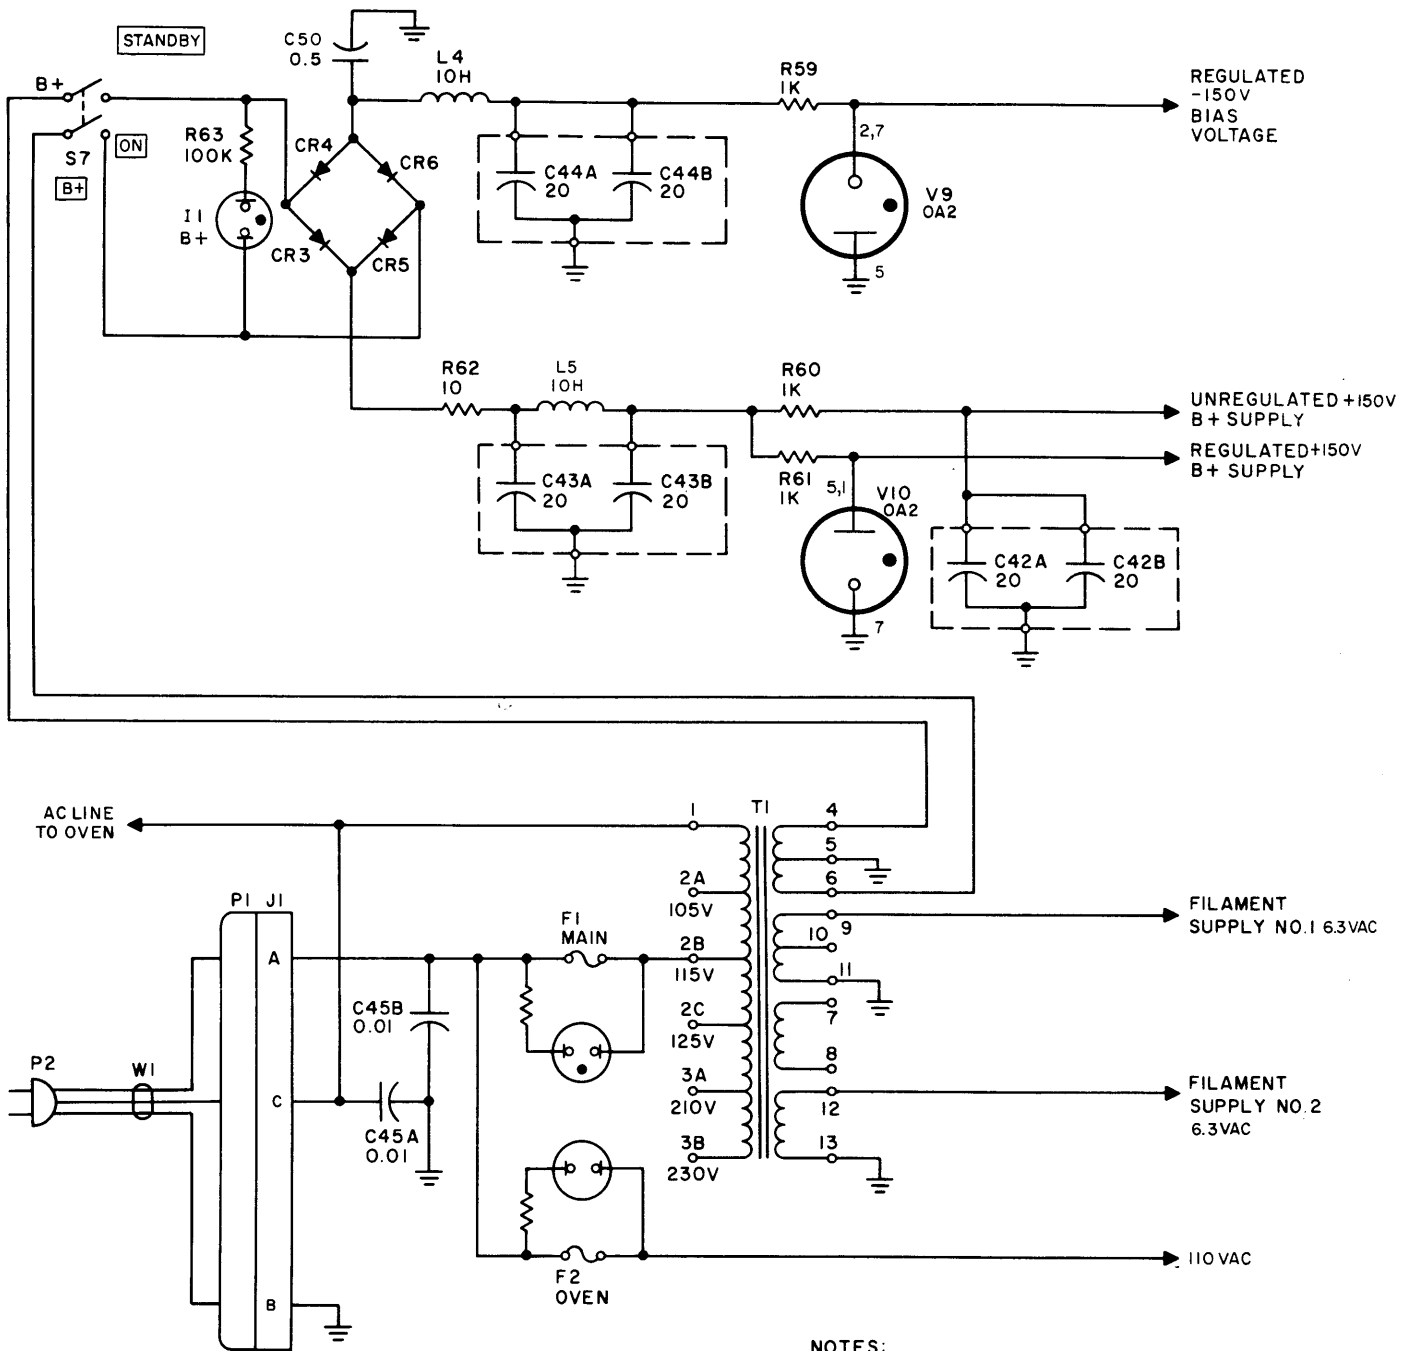 STANDBY
B+
S7
B+
ON
R63
100K
I1
B+
C50
0.5
CR4
CR6
CR3
CR5
L4
10H
C44A
20
C44B
20
R59
1K
2,7
V9
OA2
5
REGULATED
-150V
BIAS
VOLTAGE
R62
10
L5
10H
C43A
20
C43B
20
R60
1K
R61
1K
5,1
V10
OA2
7
C42A
20
C42B
20
UNREGULATED +150V
B+ SUPPLY
REGULATED+150V
B+ SUPPLY
AC LINE
TO OVEN
P1 J1
A
C
B
P2
W1
C45B
0.01
C45A
0.01
F1
MAIN
F2
OVEN
T1
1
2A
105V
2B
115V
2C
125V
3A
210V
3B
230V
4
5
6
9
10
11
7
8
12
13
FILAMENT
SUPPLY NO.1 6.3VAC
FILAMENT
SUPPLY NO.2
6.3VAC
110 VAC
NOTES: